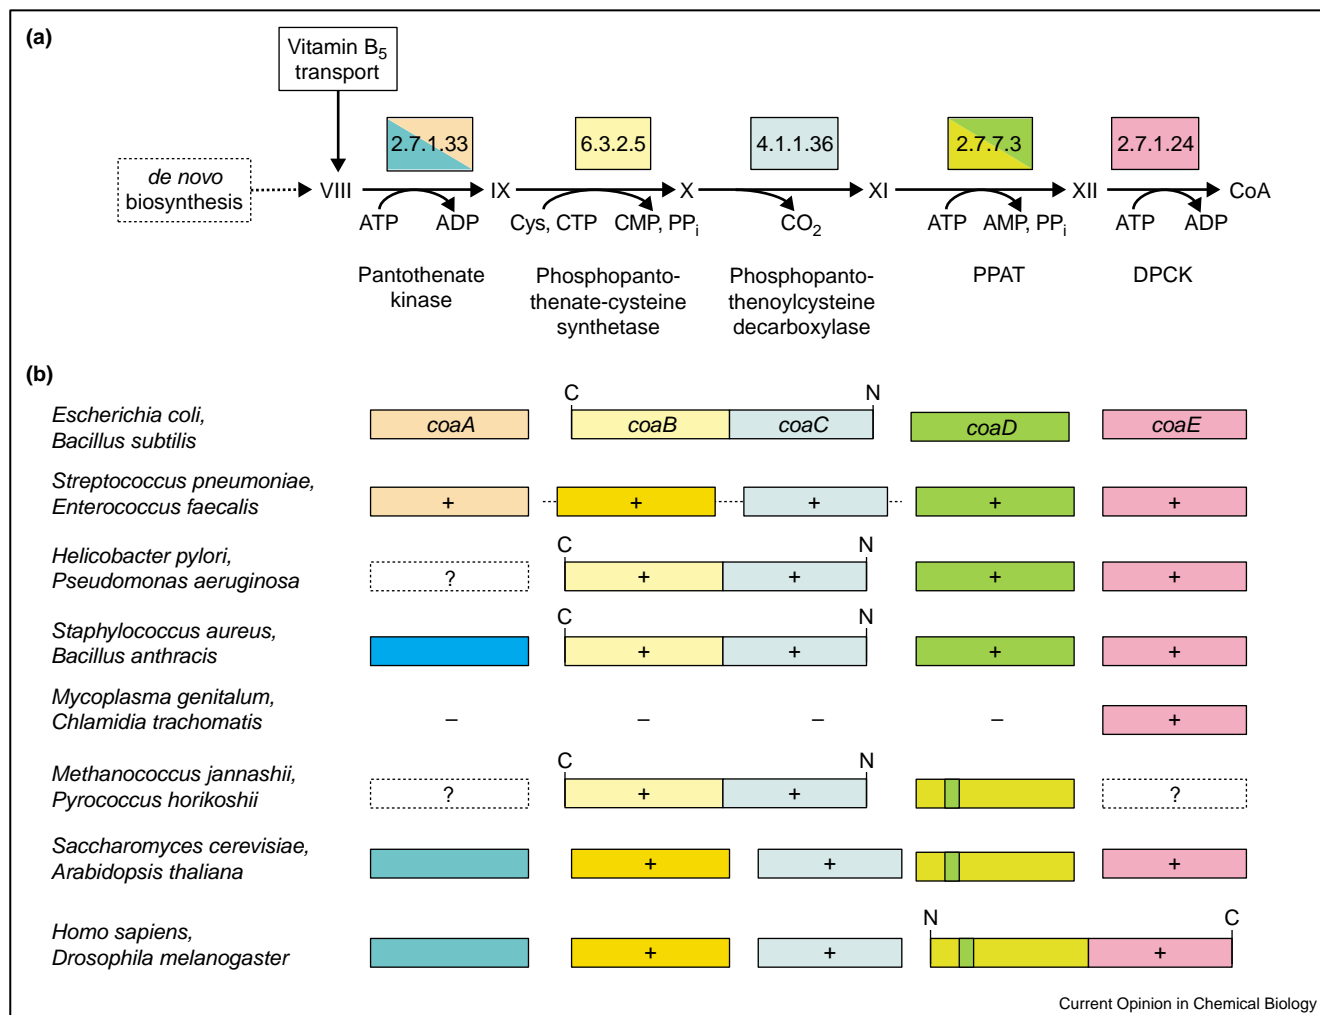 (a)
Vitamin B5
transport
2.7.1.33
6.3.2.5
4.1.1.36
2.7.7.3
2.7.1.24
de novo
biosynthesis
VIII
IX
X
XI
XII
CoA
ATP
ADP
Cys, CTP
CMP, PPi
CO2
ATP
AMP, PPi
ATP
ADP
Pantothenate
kinase
Phosphopanto-
thenate-cysteine
synthetase
Phosphopanto-
thenoylcysteine
decarboxylase
PPAT
DPCK
(b)
C
N
Escherichia coli,
Bacillus subtilis
coaA
coaB
coaC
coaD
coaE
Streptococcus pneumoniae,
Enterococcus faecalis
+
+
+
+
+
C
N
Helicobacter pylori,
Pseudomonas aeruginosa
?
+
+
+
+
C
N
Staphylococcus aureus,
Bacillus anthracis
+
+
+
+
Mycoplasma genitalum,
Chlamidia trachomatis
–
–
–
–
+
C
N
Methanococcus jannashii,
Pyrococcus horikoshii
?
+
+
?
Saccharomyces cerevisiae,
Arabidopsis thaliana
+
+
+
N
C
Homo sapiens,
Drosophila melanogaster
+
+
+
Current Opinion in Chemical Biology